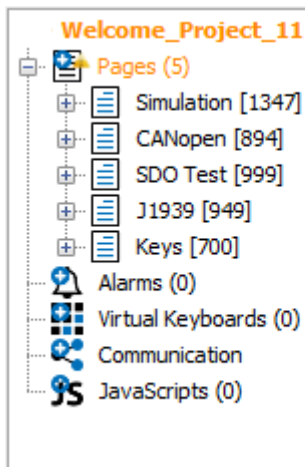 Welcome_Project_11
Pages (5)
Simulation [1347]
CANopen [894]
SDO Test [999]
J1939 [949]
Keys [700]
Alarms (0)
Virtual Keyboards (0)
Communication
JS JavaScripts (0)